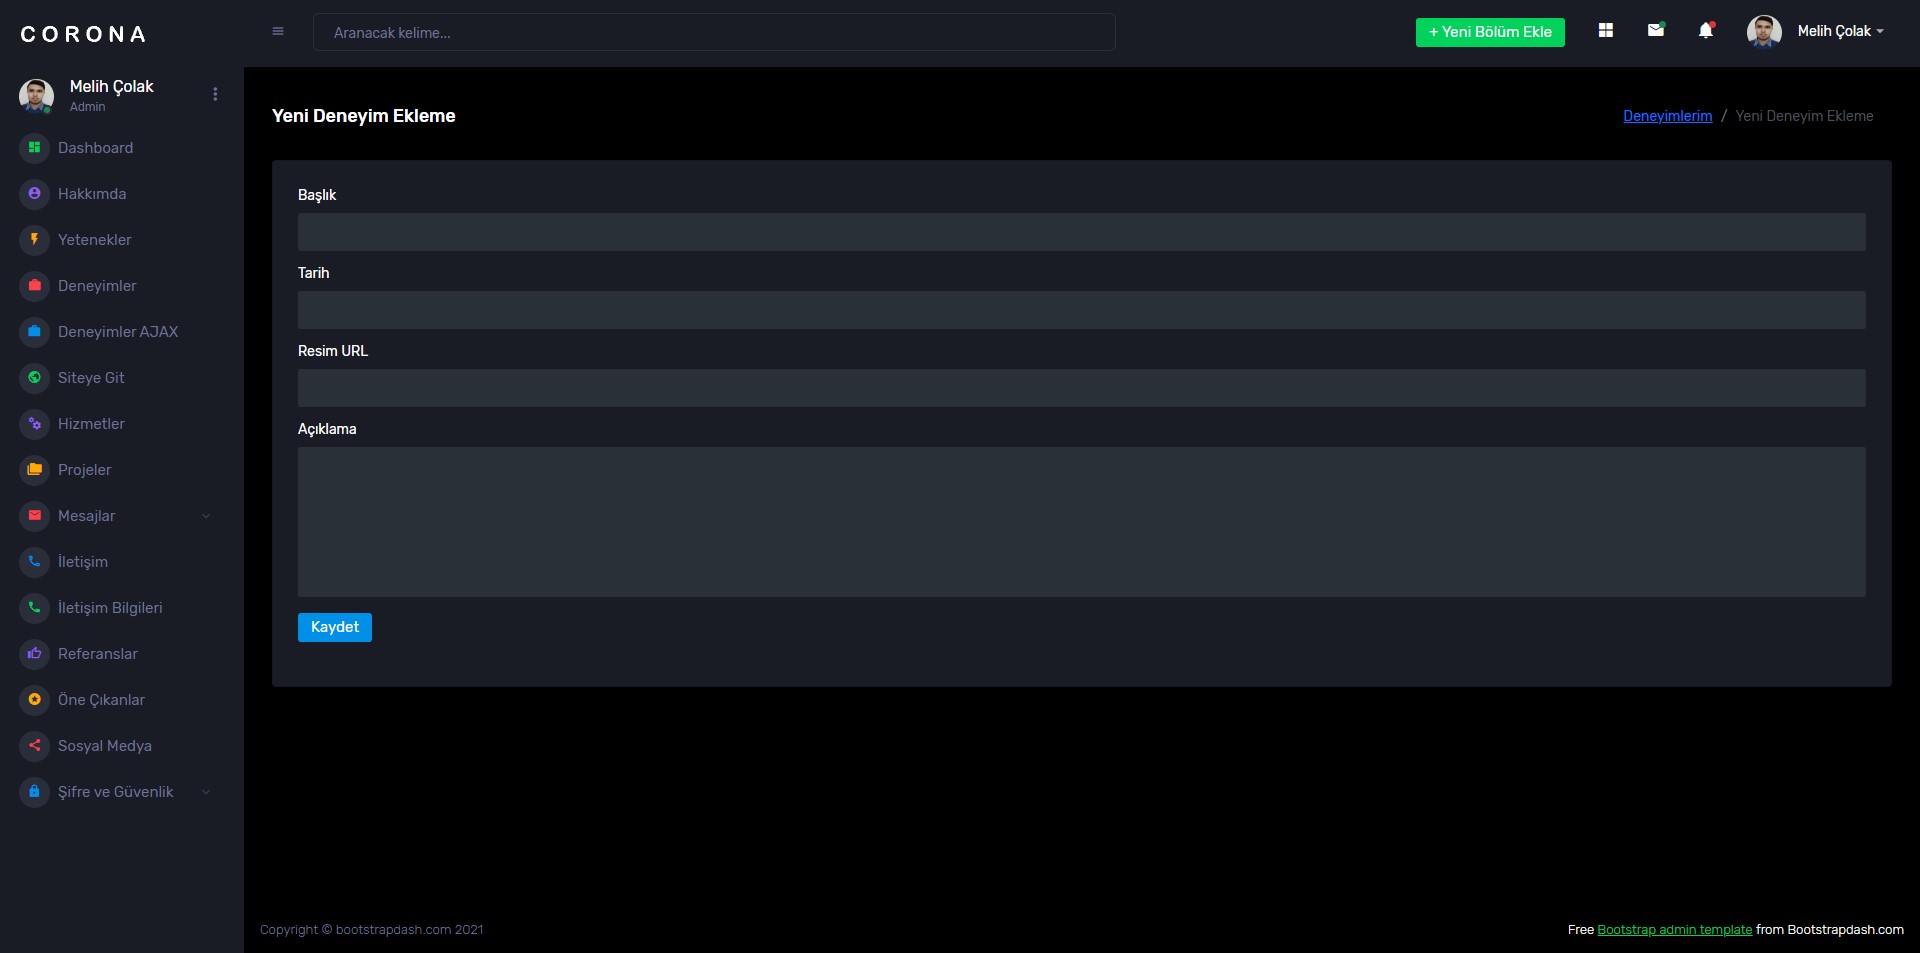 CORONA
Aranacak kelime...
+ Yeni Bölüm Ekle
Melih Çolak
Melih Çolak
Admin
Dashboard
Hakkımda
Yetenekler
Deneyimler
Deneyimler AJAX
Siteye Git
Hizmetler
Projeler
Mesajlar
İletişim
İletişim Bilgileri
Referanslar
Öne Çıkanlar
Sosyal Medya
Şifre ve Güvenlik
Yeni Deneyim Ekleme
Deneyimlerim / Yeni Deneyim Ekleme
Başlık
Tarih
Resim URL
Açıklama
Kaydet
Copyright © bootstrapdash.com 2021
Free Bootstrap admin template from Bootstrapdash.com